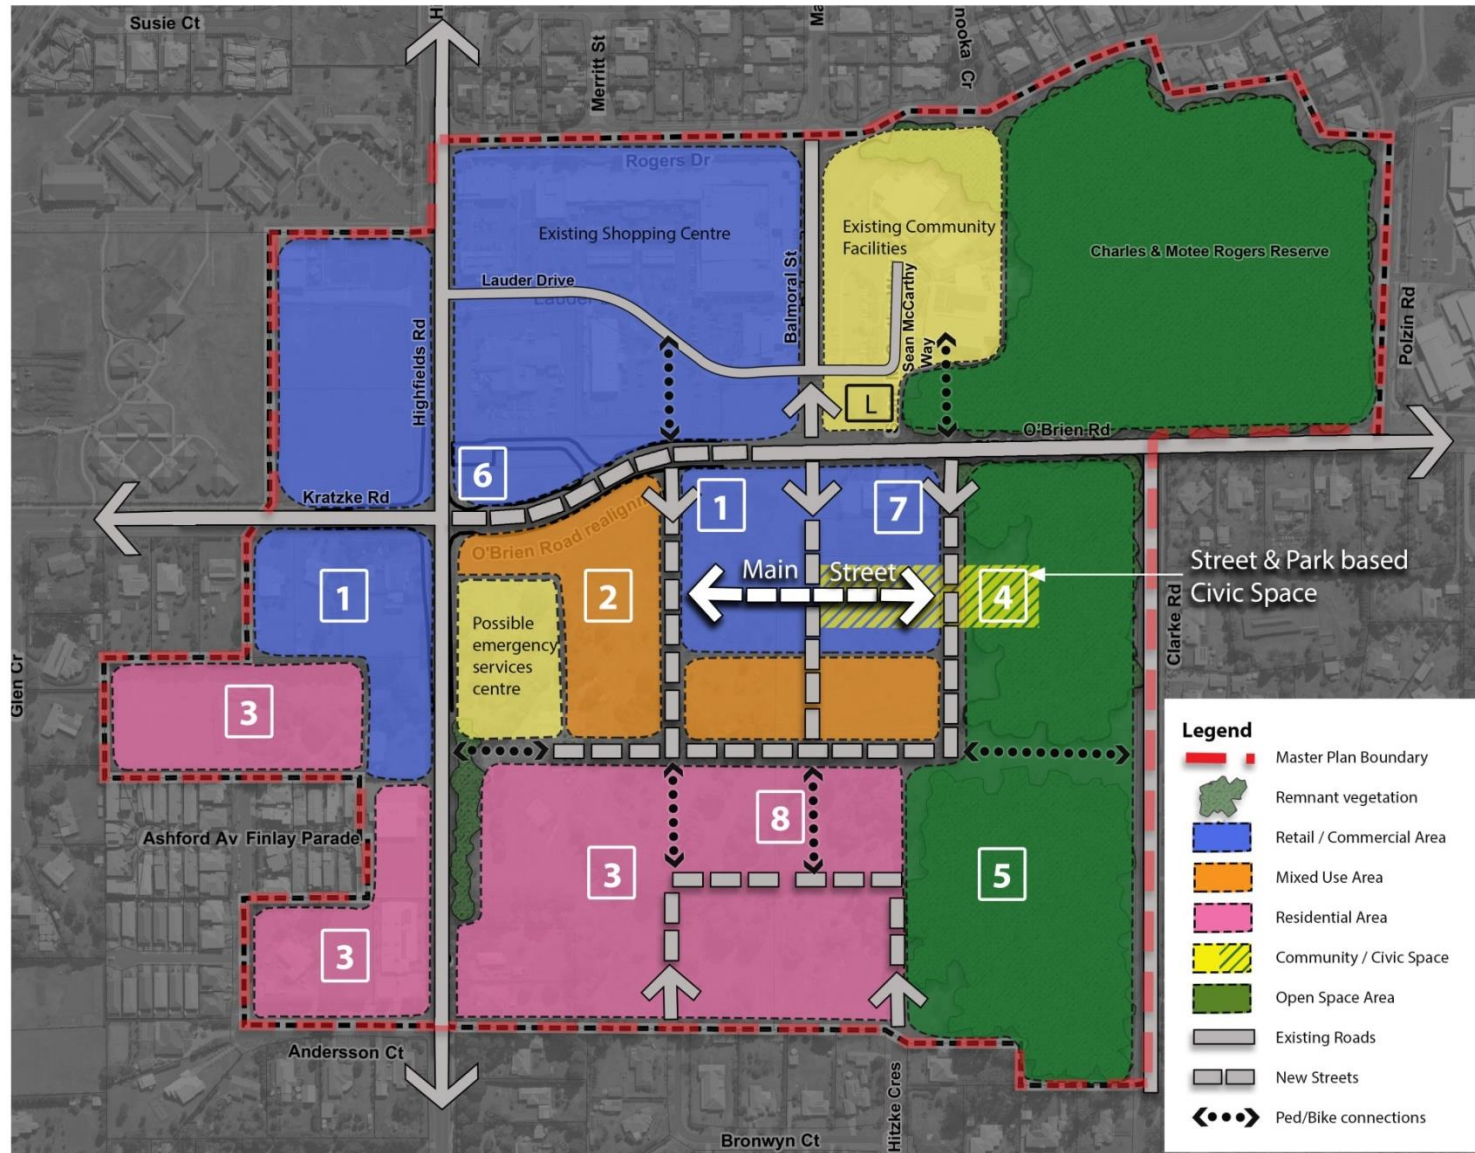 Susie Ct
H
Merritt St
Ma
nooka Cr
Rogers Dr
Existing Shopping Centre
Existing Community
Facilities
Charles & Motee Rogers Reserve
Lauder Drive
Lauder
Highfields Rd
Balmoral St
Sean McCarthy
Way
Polzin Rd
L
O'Brien Rd
6
Kratzke Rd
1
7
O'Brien Road realignm
Main Street
Street & Park based
Civic Space
1
2
4
Possible
emergency
services
centre
Clarke Rd
Glen Cr
3
8
Ashford Av
Finlay Parade
3
5
3
Andersson Ct
Hitzke Cres
Bronwyn Ct
Legend
Master Plan Boundary
Remnant vegetation
Retail / Commercial Area
Mixed Use Area
Residential Area
Community / Civic Space
Open Space Area
Existing Roads
New Streets
Ped/Bike connections